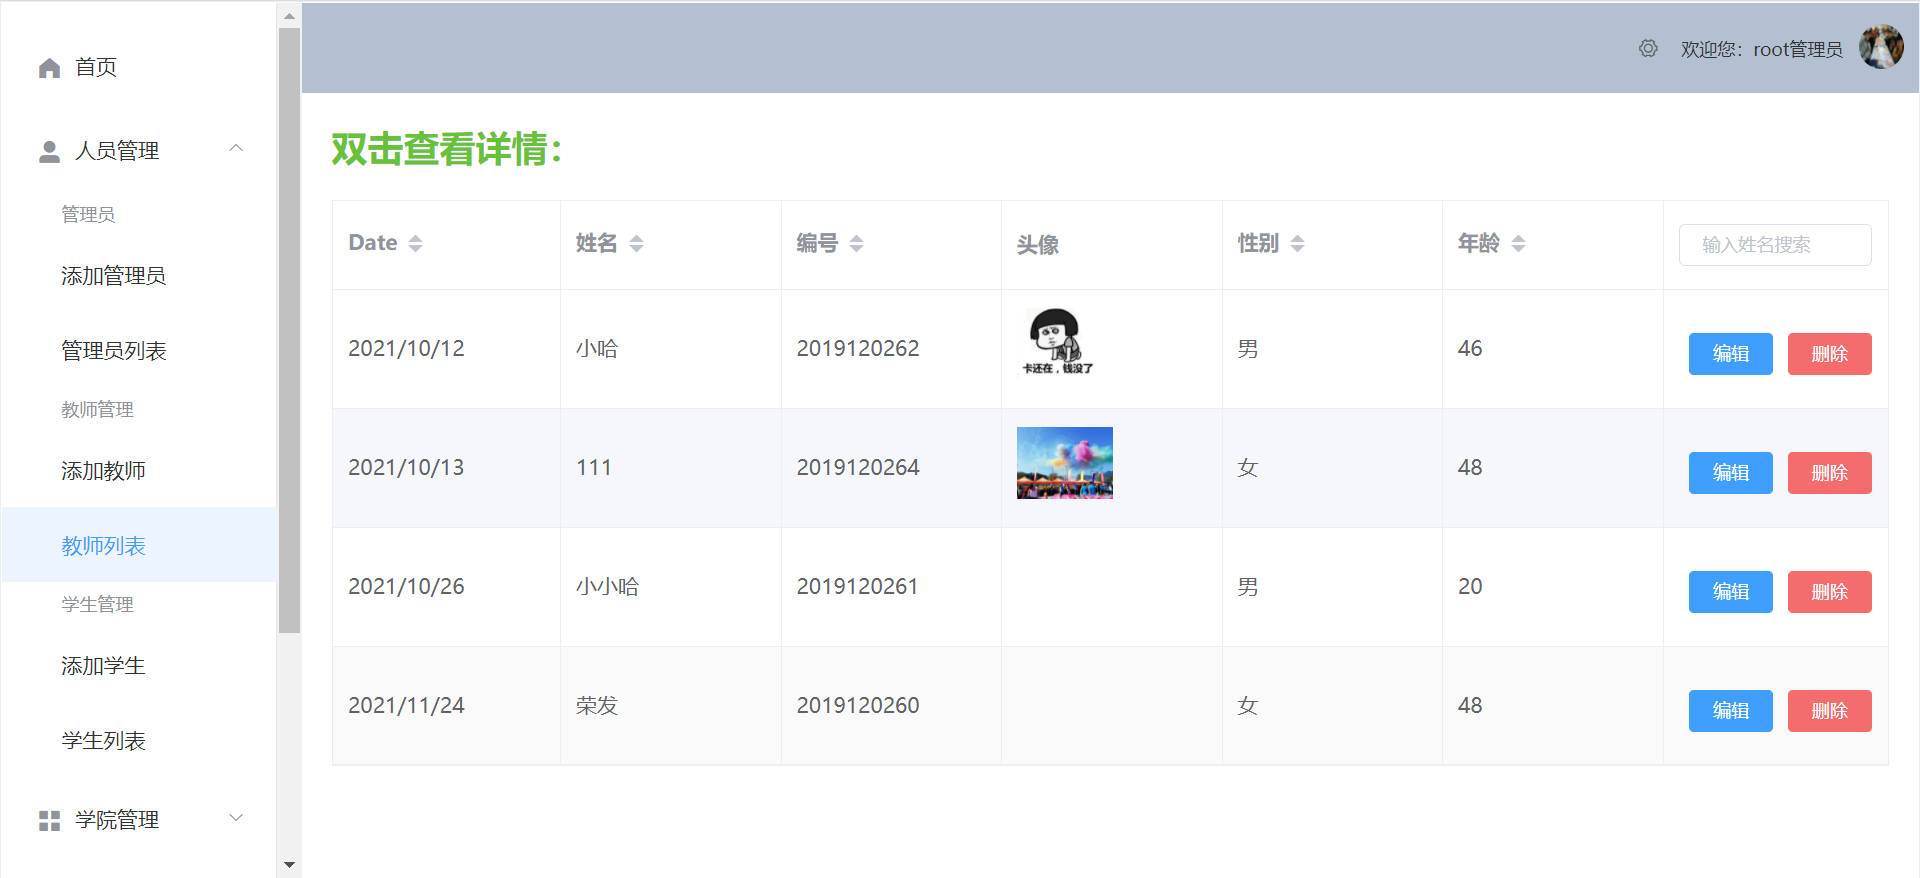 首页
人员管理
管理员
添加管理员
管理员列表
教师管理
添加教师
教师列表
学生管理
添加学生
学生列表
学院管理
欢迎您：root管理员
双击查看详情：
Date 姓名 编号 头像 性别 年龄 输入姓名搜索
2021/10/12 小哈 2019120262 卡还在，钱没了 男 46 编辑 删除
2021/10/13 111 2019120264 女 48 编辑 删除
2021/10/26 小小哈 2019120261 男 20 编辑 删除
2021/11/24 荣发 2019120260 女 48 编辑 删除